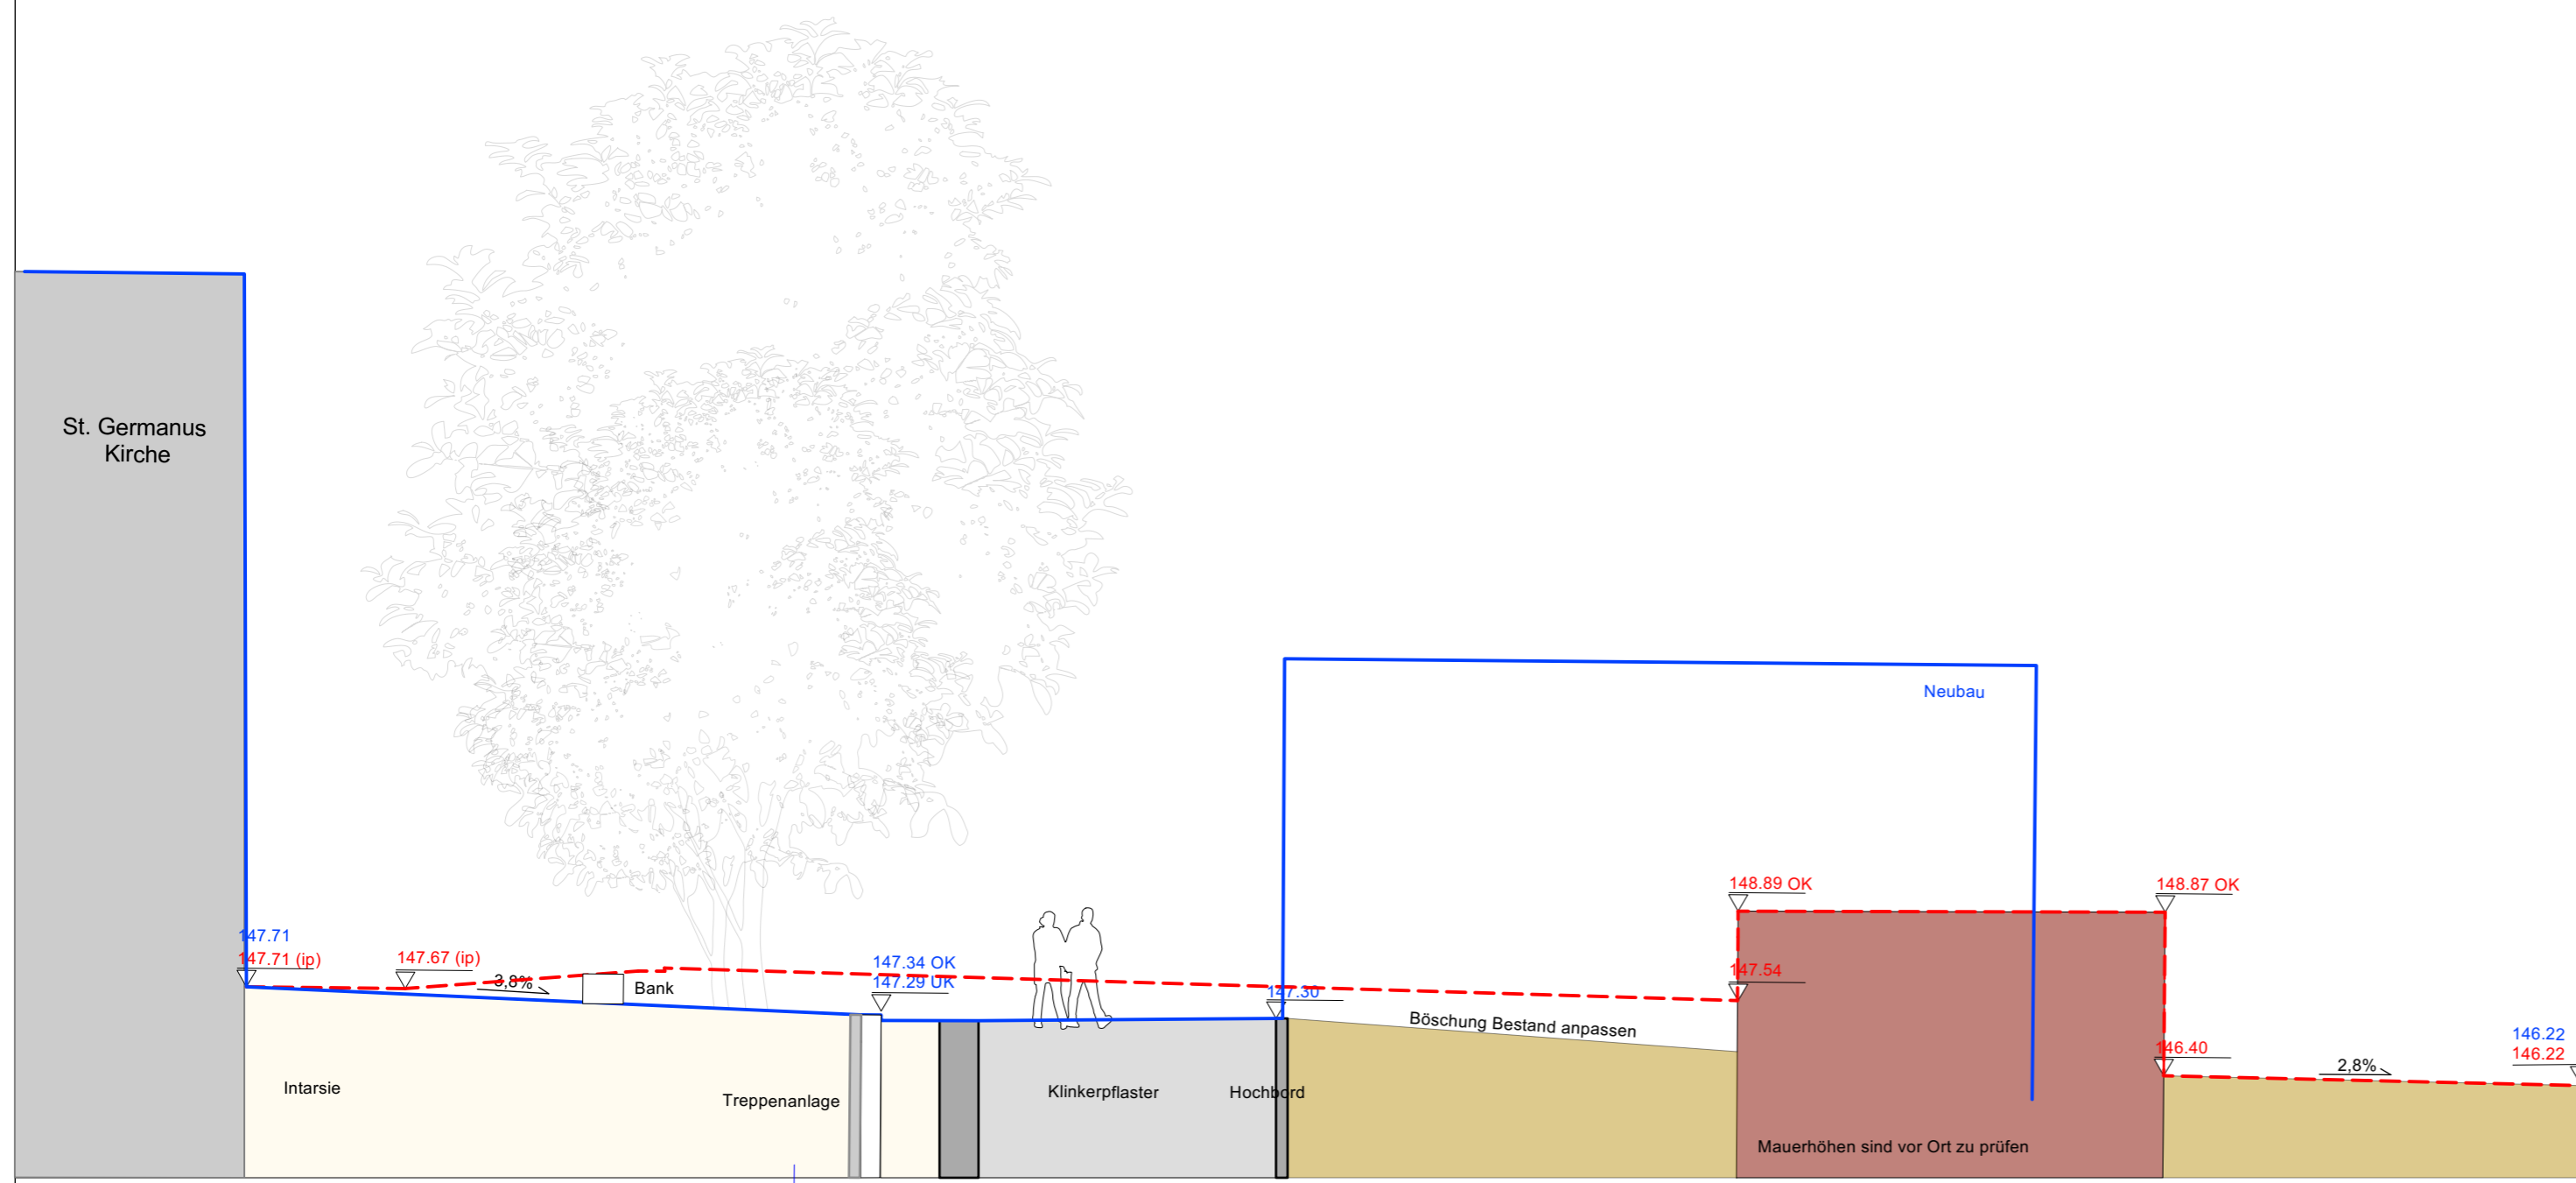 St. Germanus
Kirche
Neubau
148.89 OK
148.87 OK
147.71
147.71 (ip)
147.67 (ip)
3,8%
Bank
147.34 OK
147.29 UK
147.30
147.54
Böschung Bestand anpassen
146.40
2,8%
146.22
146.22
Intarsie
Treppenanlage
Klinkerpflaster
Hochbord
Mauerhöhen sind vor Ort zu prüfen